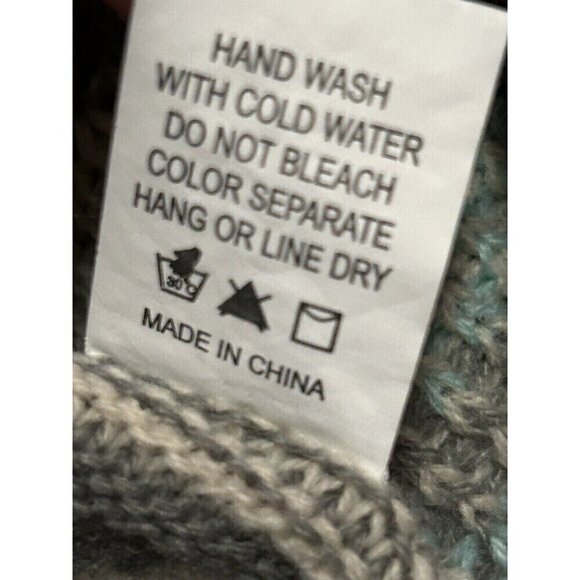 HAND WASH
WITH COLD WATER
DO NOT BLEACH
COLOR SEPARATE
HANG OR LINE DRY
30°C
MADE IN CHINA